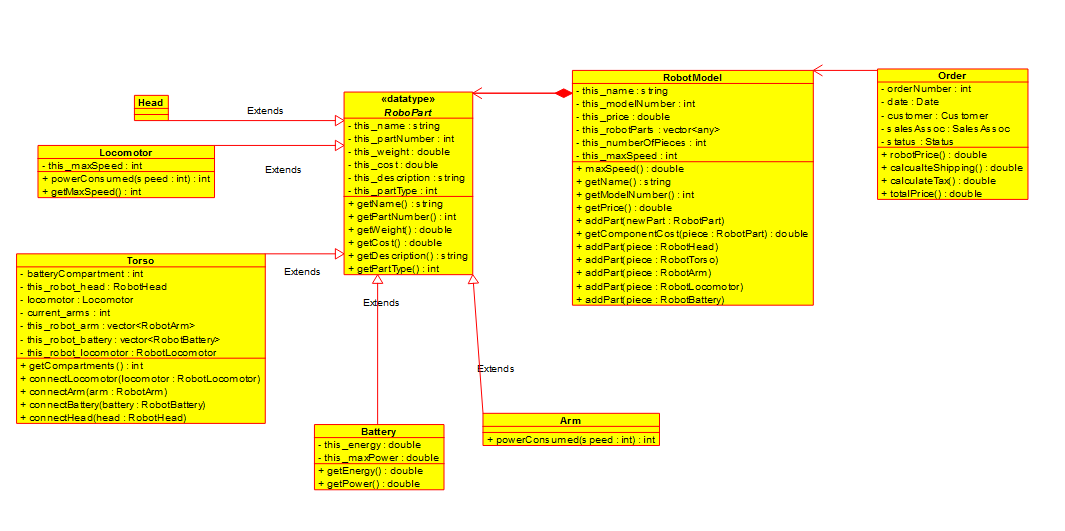 Head
Extends
Locomotor
- this_maxSpeed : int
+ powerConsumed(speed : int) : int
+ getMaxSpeed() : int
Extends
«datatype»
RoboPart
- this_name : string
- this_partNumber : int
- this_weight : double
- this_cost : double
- this_description : string
- this_partType : int
+ getName() : string
+ getPartNumber() : int
+ getWeight() : double
+ getCost() : double
+ getDescription() : string
+ getPartType() : int
RobotModel
- this_name : string
- this_modelNumber : int
- this_price : double
- this_robotParts : vector<any>
- this_numberOfPieces : int
- this_maxSpeed : int
+ maxSpeed() : double
+ getName() : string
+ getModelNumber() : int
+ getPrice() : double
+ addPart(newPart : RobotPart)
+ getComponentCost(piece : RobotPart) : double
+ addPart(piece : RobotHead)
+ addPart(piece : RobotTorso)
+ addPart(piece : RobotArm)
+ addPart(piece : RobotLocomotor)
+ addPart(piece : RobotBattery)
Order
- orderNumber : int
- date : Date
- customer : Customer
- salesAssoc : SalesAssoc
- status : Status
+ robotPrice() : double
+ calcualteShipping() : double
+ calculateTax() : double
+ totalPrice() : double
Torso
- batteryCompartment : int
- this_robot_head : RobotHead
- locomotor : Locomotor
- current_arms : int
- this_robot_arm : vector<RobotArm>
- this_robot_battery : vector<RobotBattery>
- this_robot_locomotor : RobotLocomotor
+ getCompartments() : int
+ connectLocomotor(locomotor : RobotLocomotor)
+ connectArm(arm : RobotArm)
+ connectBattery(battery : RobotBattery)
+ connectHead(head : RobotHead)
Extends
Extends
Extends
Battery
- this_energy : double
- this_maxPower : double
+ getEnergy() : double
+ getPower() : double
Arm
+ powerConsumed(speed : int) : int